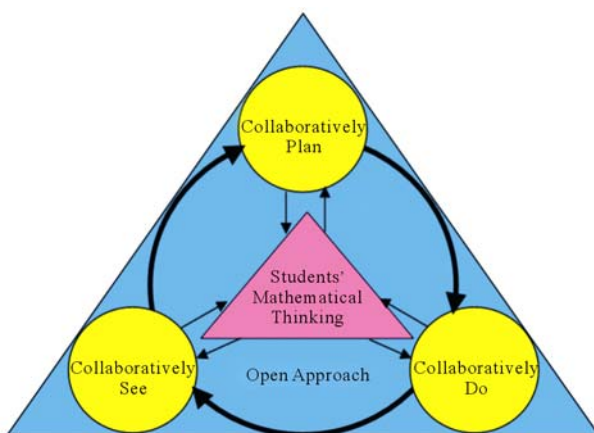 Collaboratively
Plan
Students'
Mathematical
Thinking
Collaboratively
See
Open Approach
Collaboratively
Do